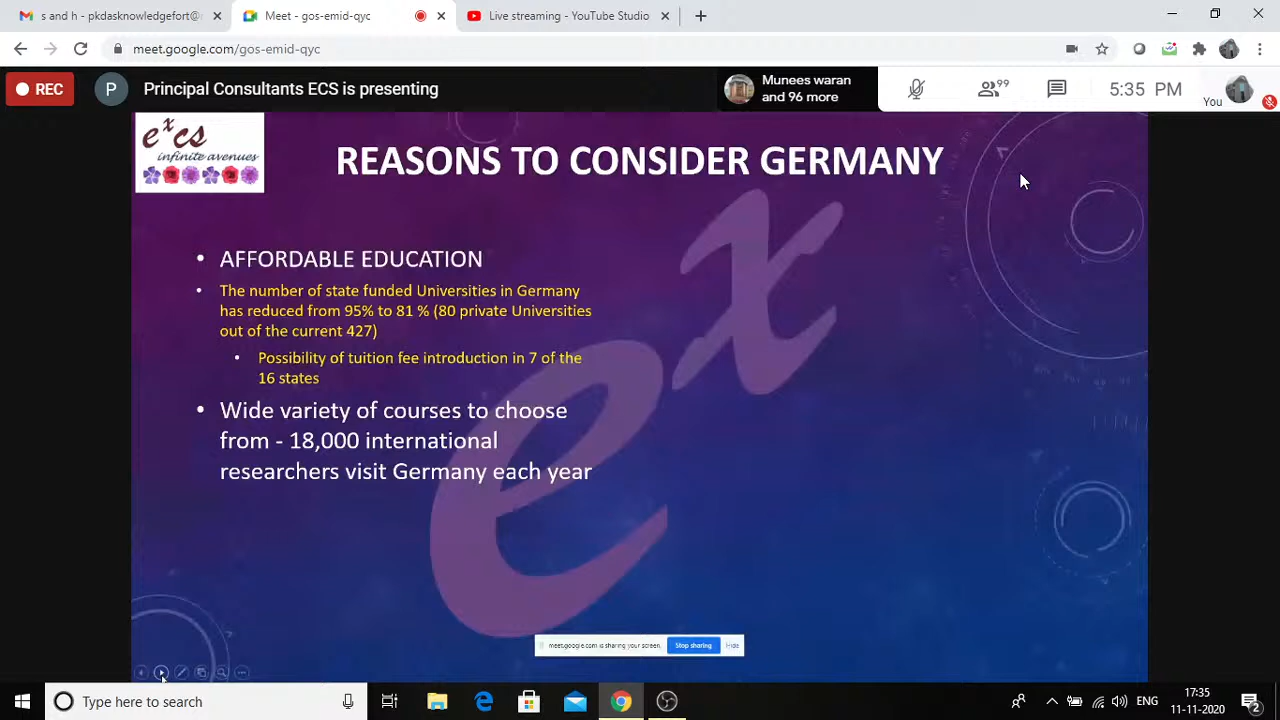 s and h - pkdasknowledgefort@
Meet - gos-emid-qyc
Live streaming - YouTube Studio
meet.google.com/gos-emid-qyc
REC
P
Principal Consultants ECS is presenting
Munees waran
and 96 more
99
5:35 PM
You
excs
infinite avenues
REASONS TO CONSIDER GERMANY
• AFFORDABLE EDUCATION
• The number of state funded Universities in Germany
has reduced from 95% to 81 % (80 private Universities
out of the current 427)
• Possibility of tuition fee introduction in 7 of the
16 states
• Wide variety of courses to choose
from - 18,000 international
researchers visit Germany each year
ex
meet.google.com is sharing your screen.
Stop sharing
Hide
Type here to search
ENG
17:35
11-11-2020
2